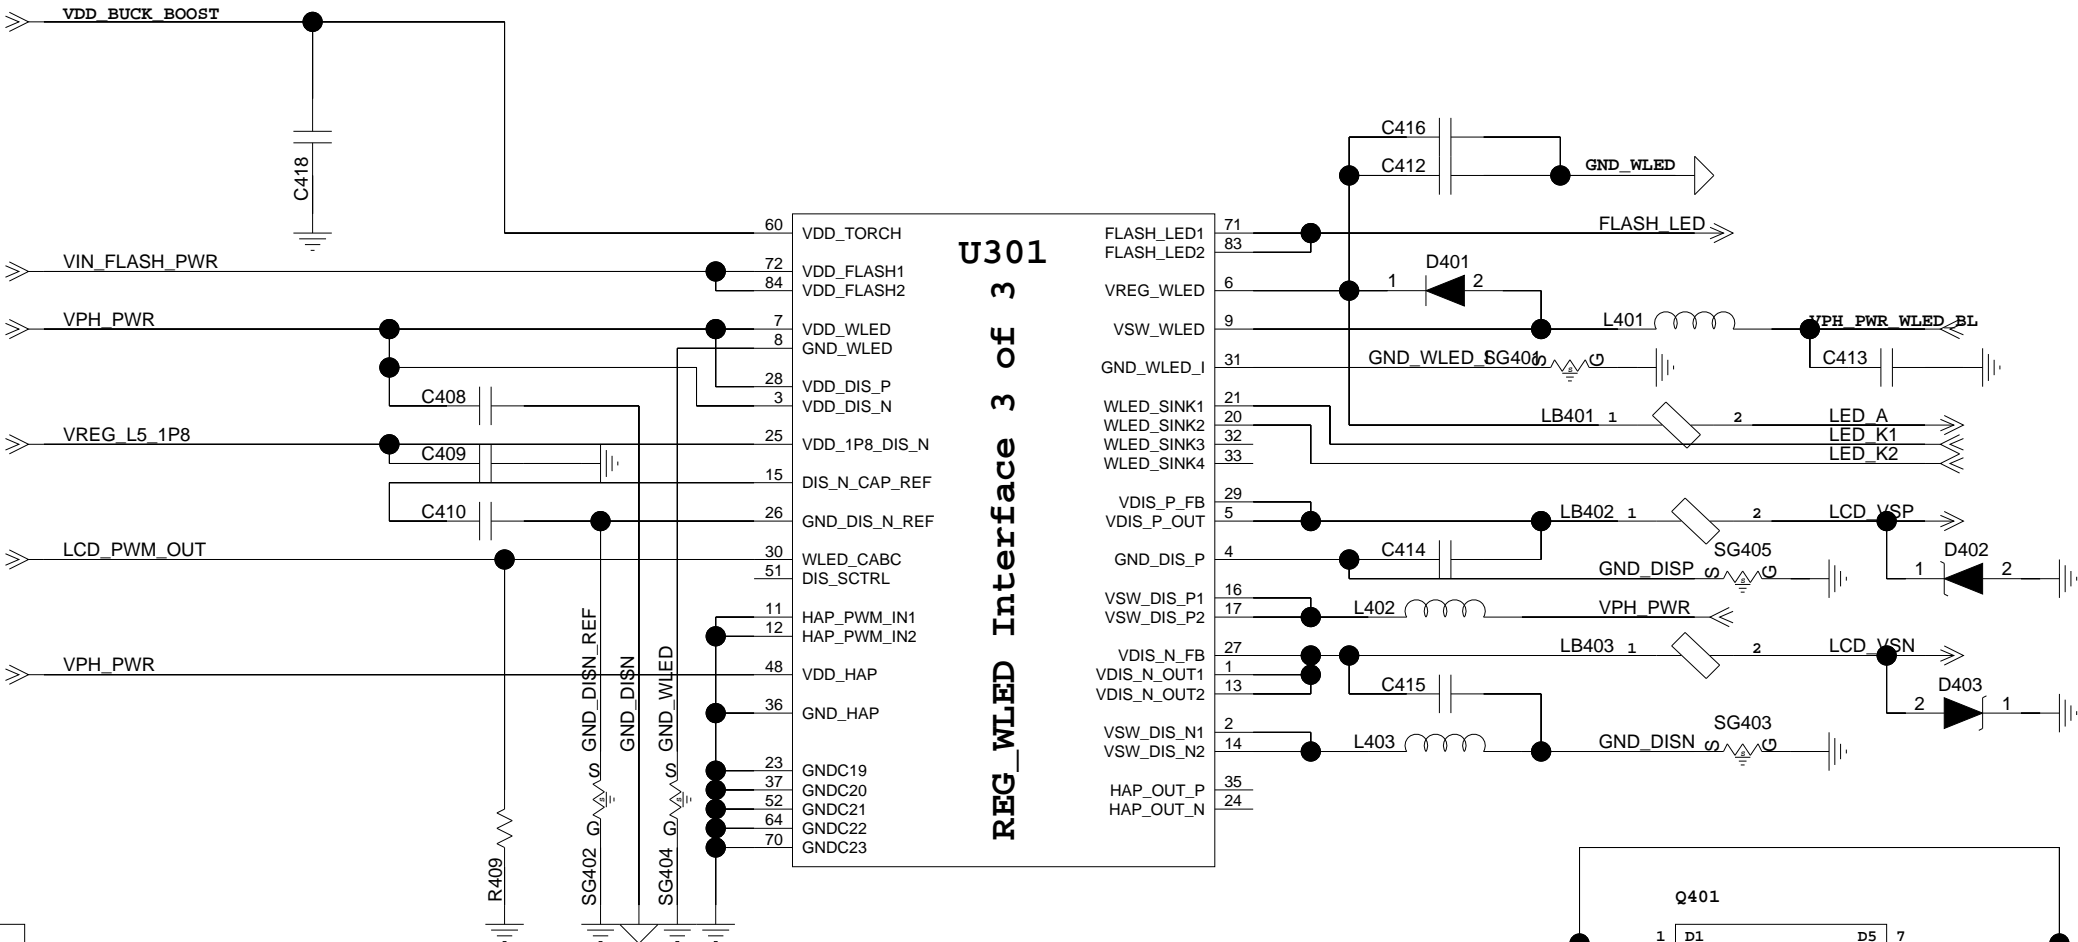 VDD_BUCK_BOOST
C418
VIN_FLASH_PWR
VPH_PWR
C408
VREG_L5_1P8
C409
C410
LCD_PWM_OUT
VPH_PWR
R409
GND_DISN_REF
S
G
SG402
GND_DISN
GND_WLED
S
G
SG404
U301
REG_WLED Interface 3 of 3
60 VDD_TORCH
72 VDD_FLASH1
84 VDD_FLASH2
7 VDD_WLED
8 GND_WLED
28 VDD_DIS_P
3 VDD_DIS_N
25 VDD_1P8_DIS_N
15 DIS_N_CAP_REF
26 GND_DIS_N_REF
30 WLED_CABC
51 DIS_SCTRL
11 HAP_PWM_IN1
12 HAP_PWM_IN2
48 VDD_HAP
36 GND_HAP
23 GNDC19
37 GNDC20
52 GNDC21
64 GNDC22
70 GNDC23
FLASH_LED1 71
FLASH_LED2 83
VREG_WLED 6
VSW_WLED 9
GND_WLED_I 31
WLED_SINK1 21
WLED_SINK2 20
WLED_SINK3 32
WLED_SINK4 33
VDIS_P_FB 29
VDIS_P_OUT 5
GND_DIS_P 4
VSW_DIS_P1 16
VSW_DIS_P2 17
VDIS_N_FB 27
VDIS_N_OUT1 1
VDIS_N_OUT2 13
VSW_DIS_N1 2
VSW_DIS_N2 14
HAP_OUT_P 35
HAP_OUT_N 24
C416
C412
GND_WLED
FLASH_LED
D401
1 2
L401
VPH_PWR_WLED_BL
GND_WLED_I
SG401
S G
C413
LB401 1 2 LED_A
LED_K1
LED_K2
LB402 1 2 LCD_VSP
C414
GND_DISP
SG405
S G
D402
1 2
L402
VPH_PWR
LB403 1 2 LCD_VSN
C415
D403
2 1
L403
GND_DISN
SG403
S G
Q401
1 D1 D5 7